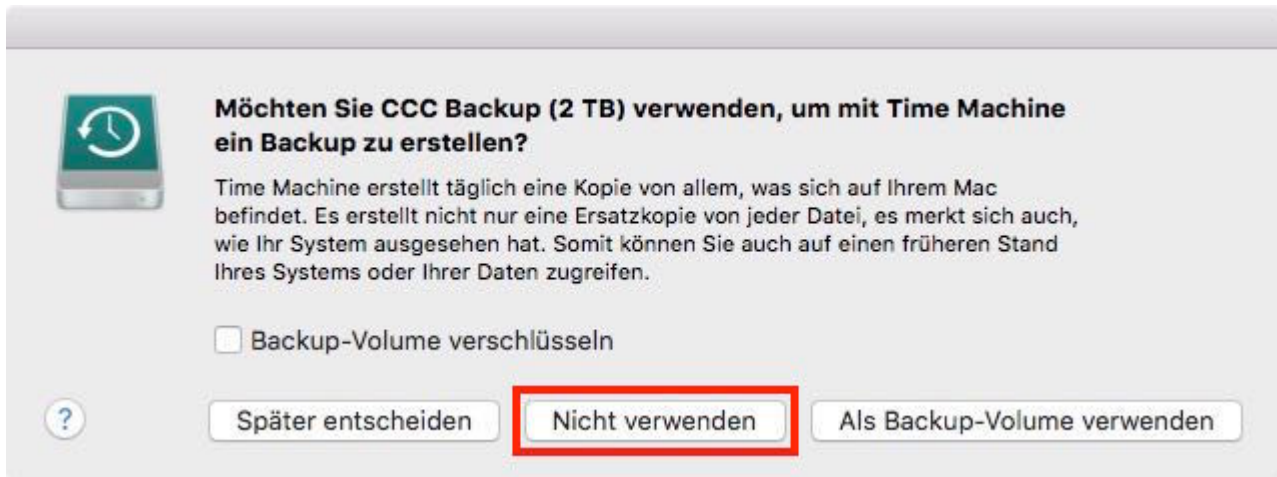 Möchten Sie CCC Backup (2 TB) verwenden, um mit Time Machine
ein Backup zu erstellen?
Time Machine erstellt täglich eine Kopie von allem, was sich auf Ihrem Mac
befindet. Es erstellt nicht nur eine Ersatzkopie von jeder Datei, es merkt sich auch,
wie Ihr System ausgesehen hat. Somit können Sie auch auf einen früheren Stand
Ihres Systems oder Ihrer Daten zugreifen.
Backup-Volume verschlüsseln
? Später entscheiden Nicht verwenden Als Backup-Volume verwenden